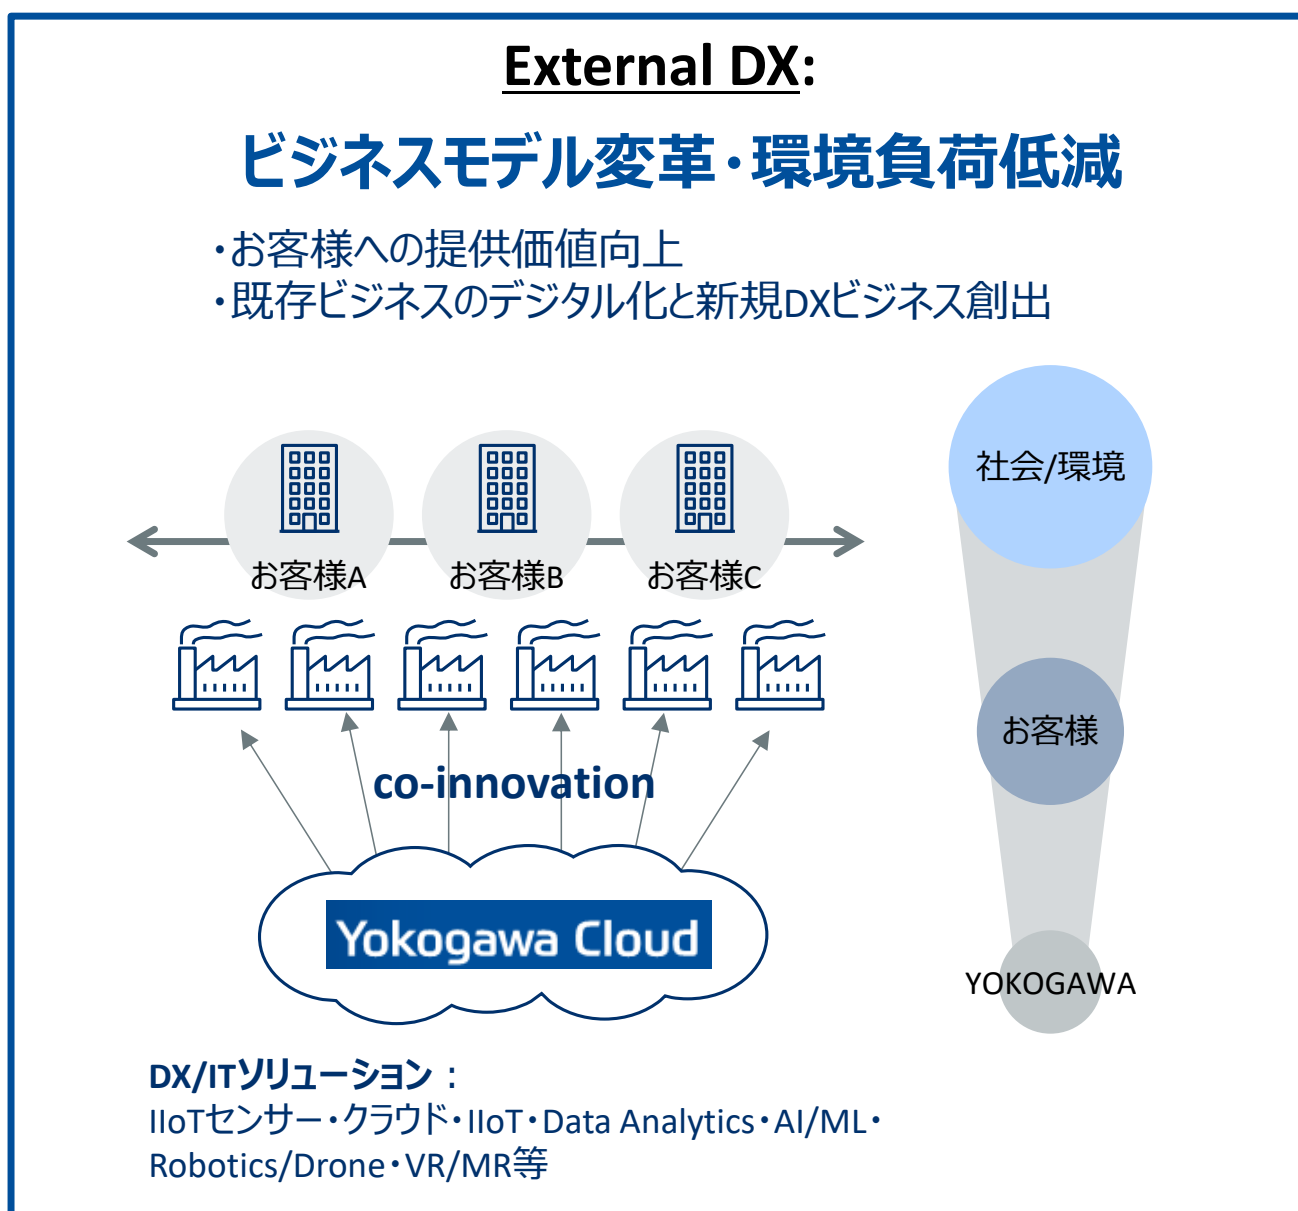 External DX:
ビジネスモデル変革・環境負荷低減
・お客様への提供価値向上
・既存ビジネスのデジタル化と新規DXビジネス創出
お客様A
お客様B
お客様C
co-innovation
Yokogawa Cloud
社会/環境
お客様
YOKOGAWA
DX/ITソリューション：
IIoTセンサー・クラウド・IIoT・Data Analytics・AI/ML・
Robotics/Drone・VR/MR等